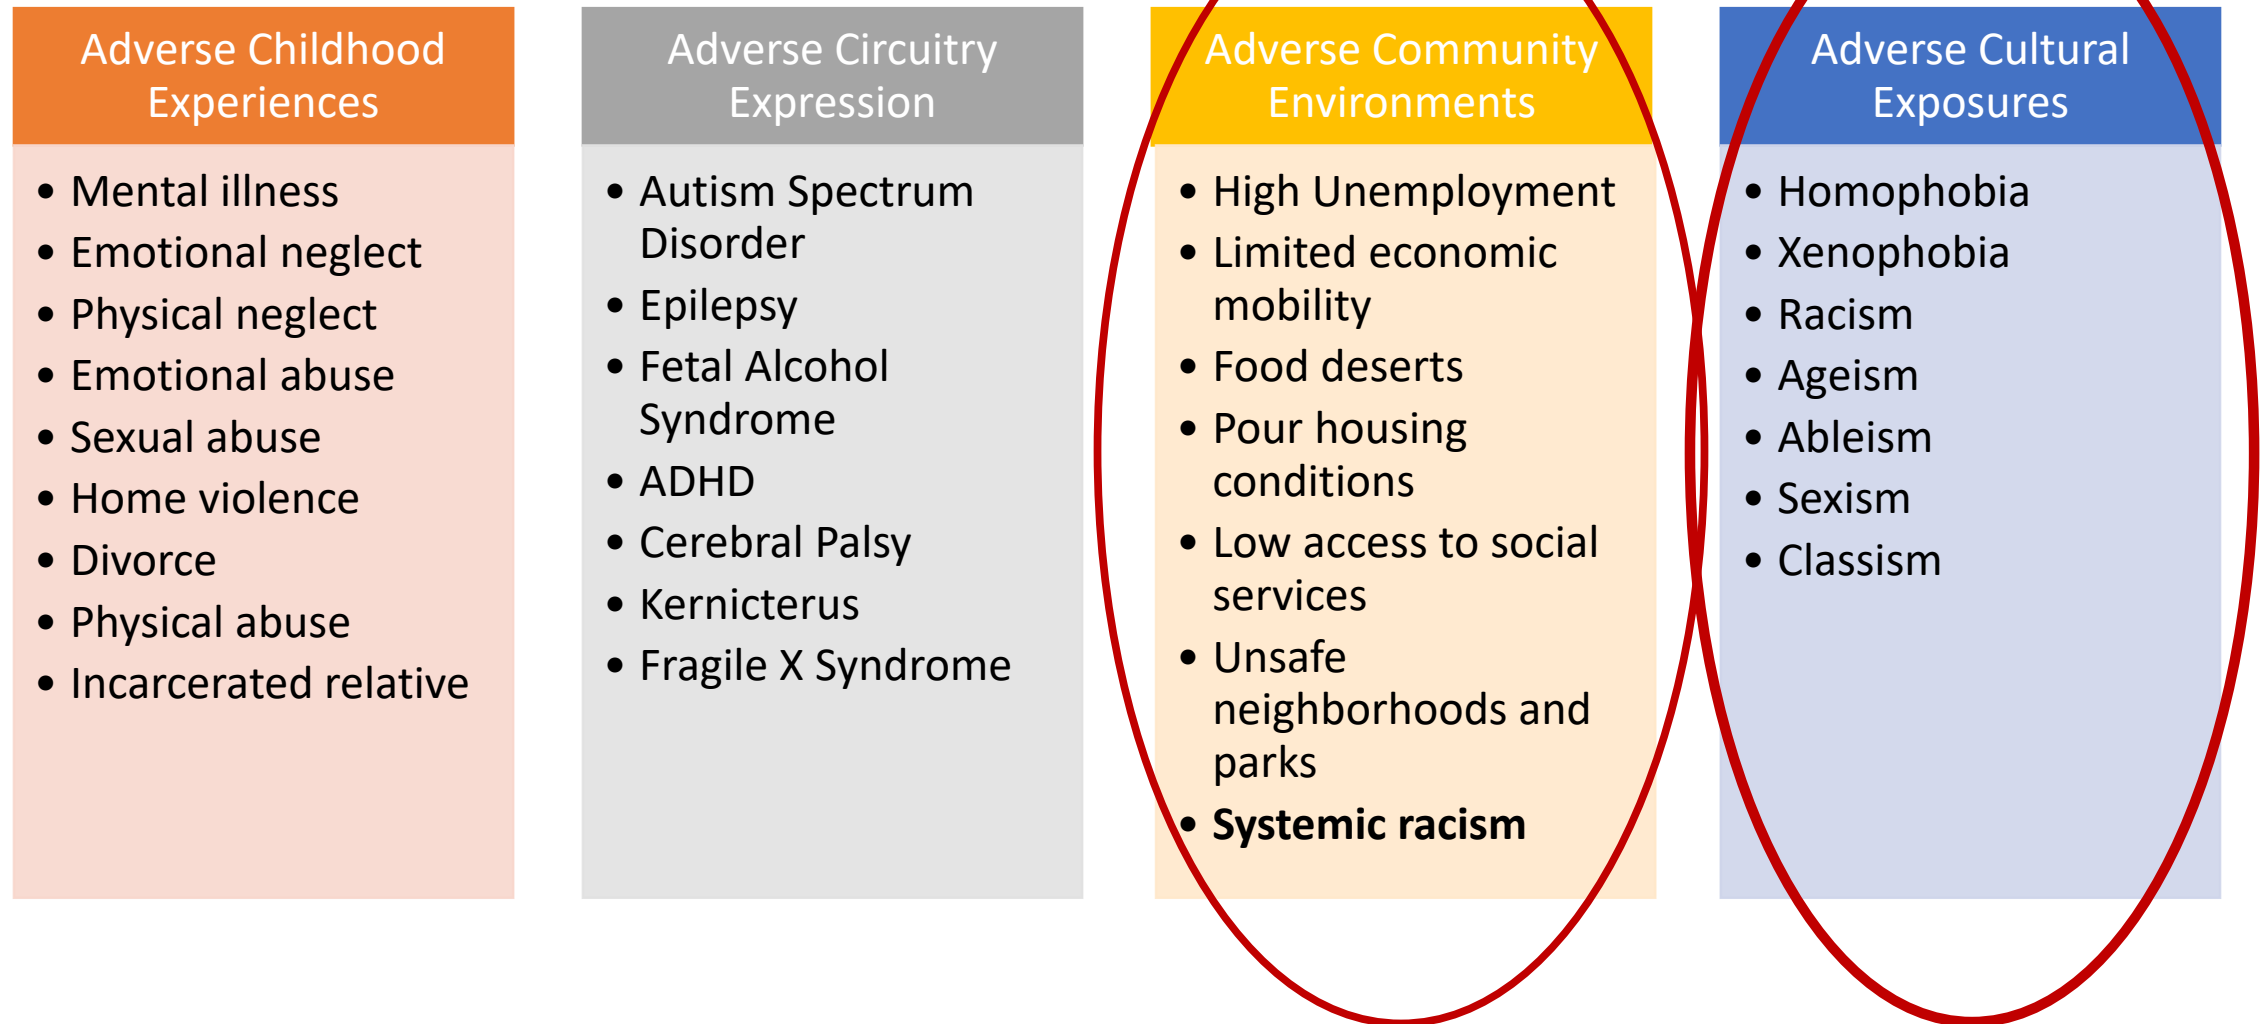 Adverse Childhood
Experiences
• Mental illness
• Emotional neglect
• Physical neglect
• Emotional abuse
• Sexual abuse
• Home violence
• Divorce
• Physical abuse
• Incarcerated relative
Adverse Circuitry
Expression
• Autism Spectrum
Disorder
• Epilepsy
• Fetal Alcohol
Syndrome
• ADHD
• Cerebral Palsy
• Kernicterus
• Fragile X Syndrome
Adverse Community
Environments
• High Unemployment
• Limited economic
mobility
• Food deserts
• Pour housing
conditions
• Low access to social
services
• Unsafe
neighborhoods and
parks
• Systemic racism
Adverse Cultural
Exposures
• Homophobia
• Xenophobia
• Racism
• Ageism
• Ableism
• Sexism
• Classism